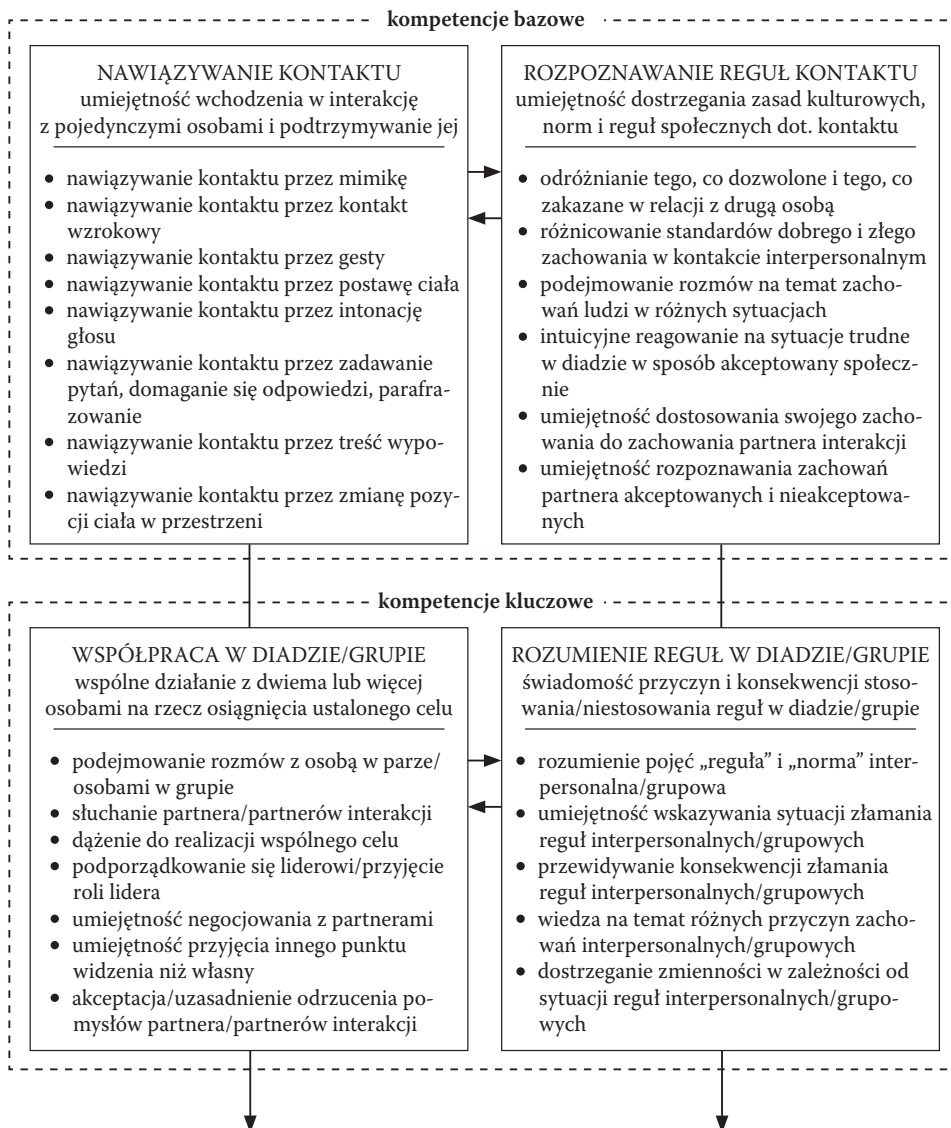 kompetencje bazowe
NAWIĄZYWANIE KONTAKTU
umiejętność wchodzenia w interakcję
z pojedynczymi osobami i podtrzymywanie jej
• nawiązywanie kontaktu przez mimikę
• nawiązywanie kontaktu przez kontakt
wzrokowy
• nawiązywanie kontaktu przez gesty
• nawiązywanie kontaktu przez postawę ciała
• nawiązywanie kontaktu przez intonację
głosu
• nawiązywanie kontaktu przez zadawanie
pytań, domaganie się odpowiedzi, parafra-
zowanie
• nawiązywanie kontaktu przez treść wypo-
wiedzi
• nawiązywanie kontaktu przez zmianę pozy-
cji ciała w przestrzeni
ROZPOZNAWANIE REGUŁ KONTAKTU
umiejętność dostrzegania zasad kulturowych,
norm i reguł społecznych dot. kontaktu
• odróżnianie tego, co dozwolone i tego, co
zakazane w relacji z drugą osobą
• różnicowanie standardów dobrego i złego
zachowania w kontakcie interpersonalnym
• podejmowanie rozmów na temat zacho-
wań ludzi w różnych sytuacjach
• intuicyjne reagowanie na sytuacje trudne
w diadzie w sposób akceptowany społecz-
nie
• umiejętność dostosowania swojego zacho-
wania do zachowania partnera interakcji
• umiejętność rozpoznawania zachowań
partnera akceptowanych i nieakceptowa-
nych
kompetencje kluczowe
WSPÓŁPRACA W DIADZIE/GRUPIE
wspólne działanie z dwiema lub więcej
osobami na rzecz osiągnięcia ustalonego celu
• podejmowanie rozmów z osobą w parze/
osobami w grupie
• słuchanie partnera/partnerów interakcji
• dążenie do realizacji wspólnego celu
• podporządkowanie się liderowi/przyjęcie
roli lidera
• umiejętność negocjowania z partnerami
• umiejętność przyjęcia innego punktu
widzenia niż własny
• akceptacja/uzasadnienie odrzucenia po-
mysłów partnera/partnerów interakcji
ROZUMIENIE REGUŁ W DIADZIE/GRUPIE
świadomość przyczyn i konsekwencji stoso-
wania/niestosowania reguł w diadzie/grupie
• rozumienie pojęć „reguła” i „norma” inter-
personalna/grupowa
• umiejętność wskazywania sytuacji złamania
reguł interpersonalnych/grupowych
• przewidywanie konsekwencji złamania
reguł interpersonalnych/grupowych
• wiedza na temat różnych przyczyn zacho-
wań interpersonalnych/grupowych
• dostrzeganie zmienności w zależności od
sytuacji reguł interpersonalnych/grupo-
wych